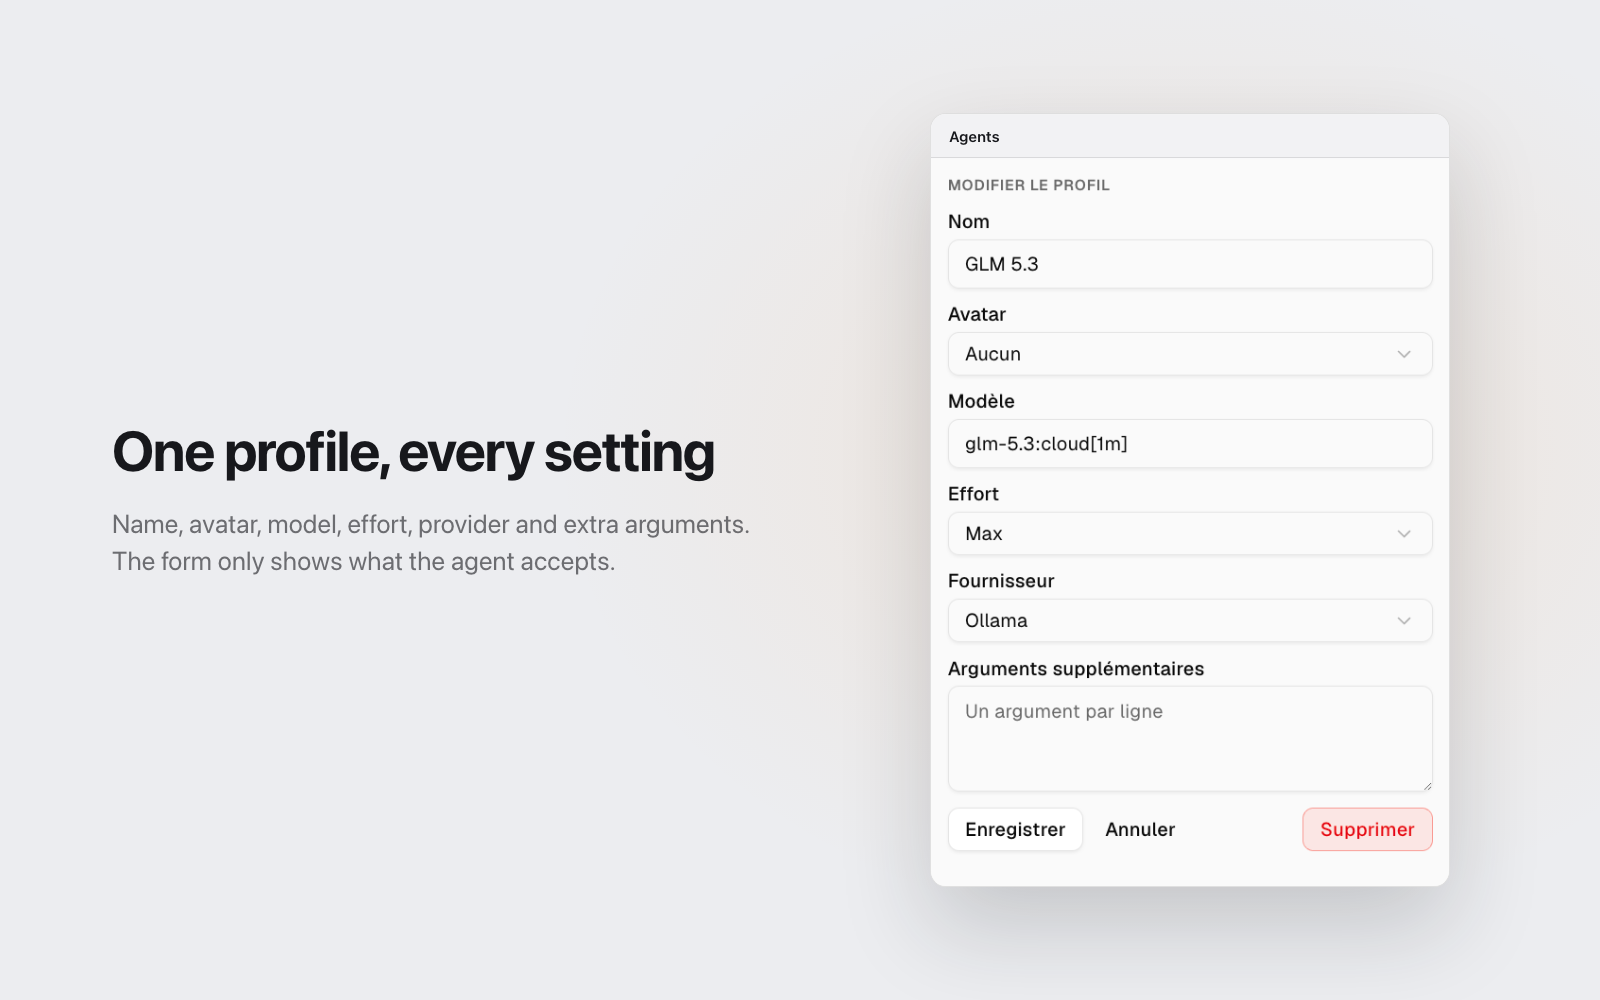 One profile, every setting
Name, avatar, model, effort, provider and extra arguments.
The form only shows what the agent accepts.
Agents
MODIFIER LE PROFIL
Nom
GLM 5.3
Avatar
Aucun
Modèle
glm-5.3:cloud[1m]
Effort
Max
Fournisseur
Ollama
Arguments supplémentaires
Un argument par ligne
Enregistrer Annuler Supprimer